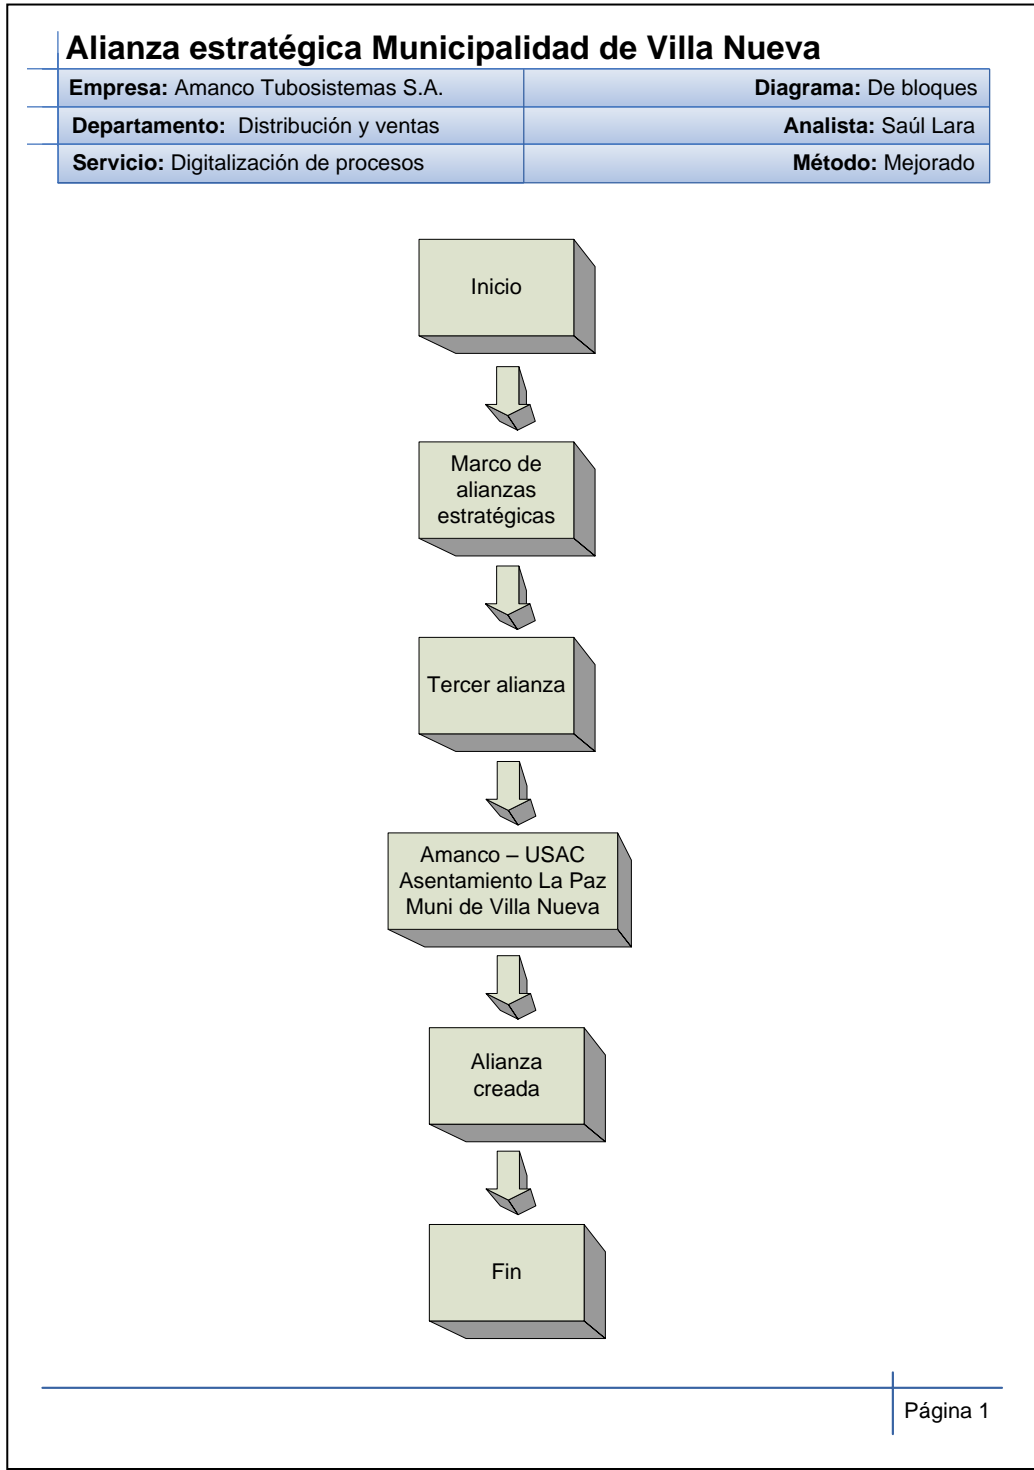 Alianza estratégica Municipalidad de Villa Nueva
Empresa: Amanco Tubosistemas S.A.
Diagrama: De bloques
Departamento: Distribución y ventas
Analista: Saúl Lara
Servicio: Digitalización de procesos
Método: Mejorado
Inicio
Marco de
alianzas
estratégicas
Tercer alianza
Amanco – USAC
Asentamiento La Paz
Muni de Villa Nueva
Alianza
creada
Fin
Página 1